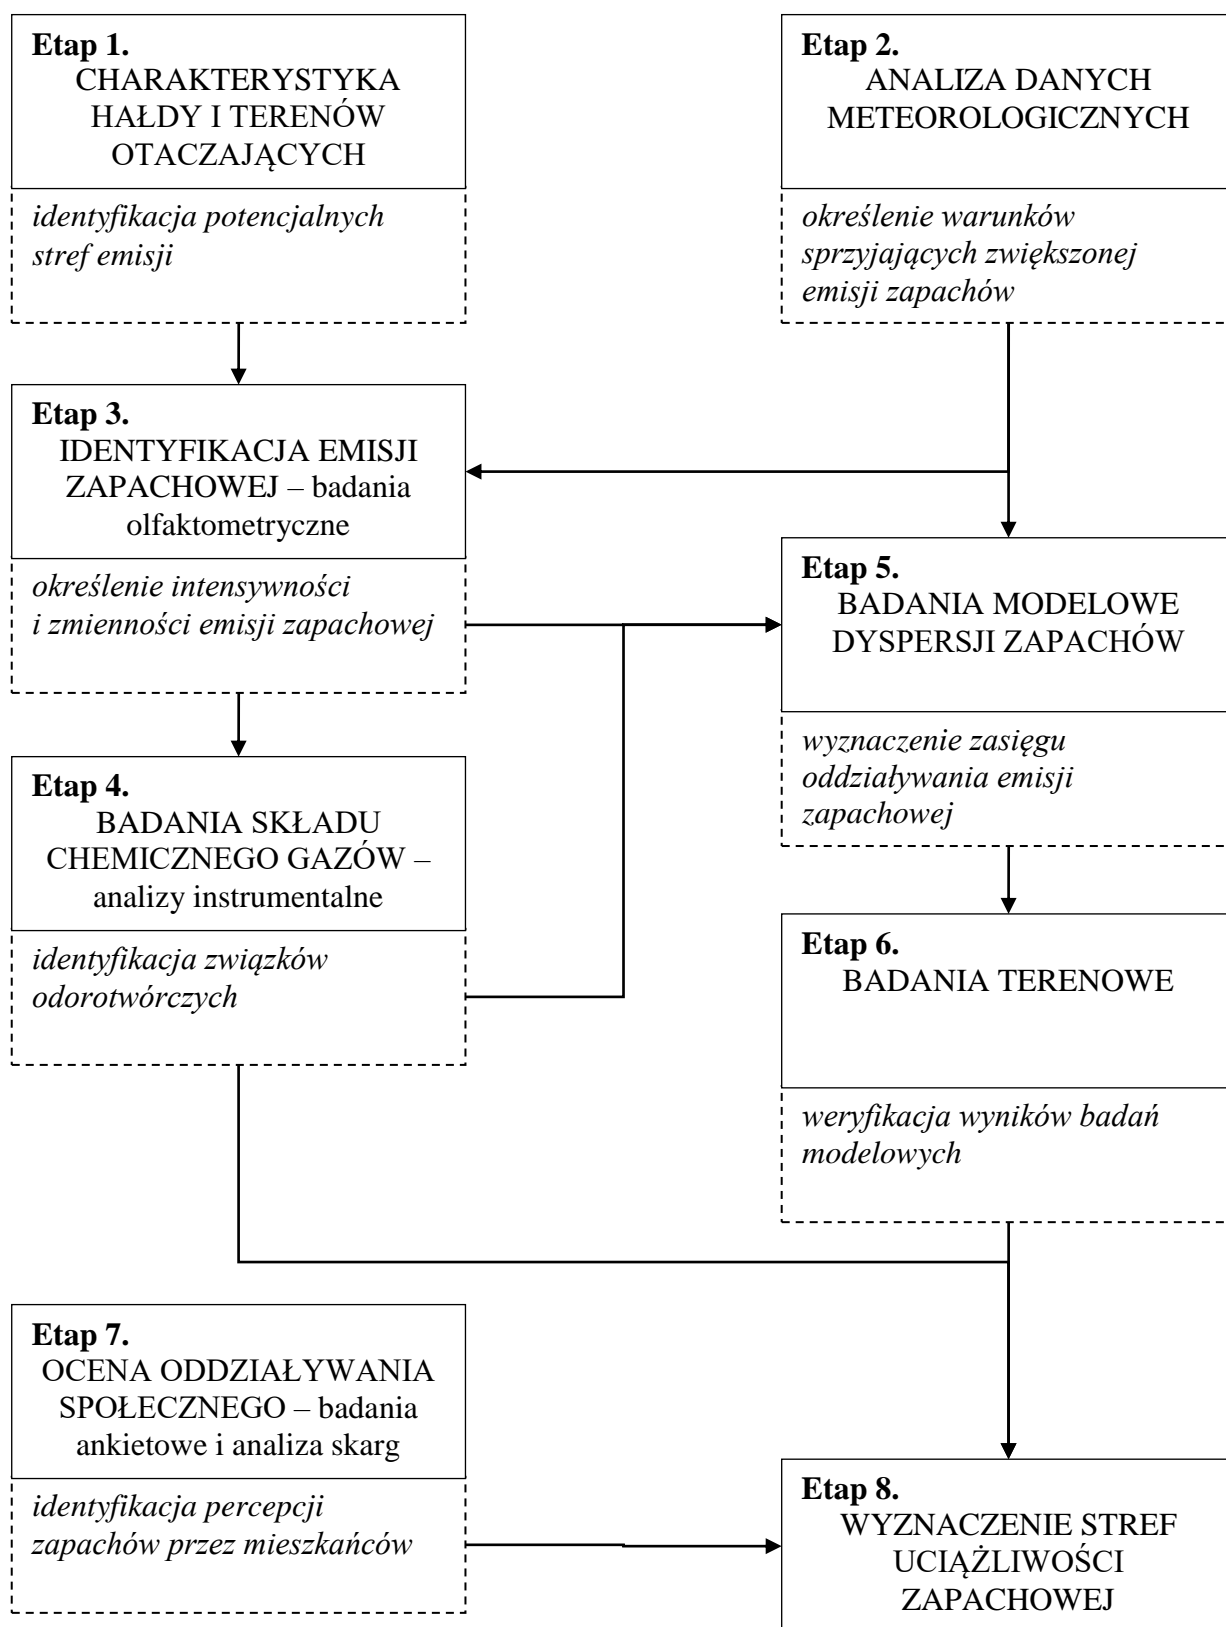 Etap 1.
CHARAKTERYSTYKA
HAŁDY I TERENÓW
OTACZAJĄCYCH
identyfikacja potencjalnych
stref emisji
Etap 2.
ANALIZA DANYCH
METEOROLOGICZNYCH
określenie warunków
sprzyjających zwiększonej
emisji zapachów
Etap 3.
IDENTYFIKACJA EMISJI
ZAPACHOWEJ – badania
olfaktometryczne
określenie intensywności
i zmienności emisji zapachowej
Etap 4.
BADANIA SKŁADU
CHEMICZNEGO GAZÓW –
analizy instrumentalne
identyfikacja związków
odorotwórczych
Etap 5.
BADANIA MODELOWE
DYSPERSJI ZAPACHÓW
wyznaczenie zasięgu
oddziaływania emisji
zapachowej
Etap 6.
BADANIA TERENOWE
weryfikacja wyników badań
modelowych
Etap 7.
OCENA ODDZIAŁYWANIA
SPOŁECZNEGO – badania
ankietowe i analiza skarg
identyfikacja percepcji
zapachów przez mieszkańców
Etap 8.
WYZNACZENIE STREF
UCIĄŻLIWOŚCI
ZAPACHOWEJ